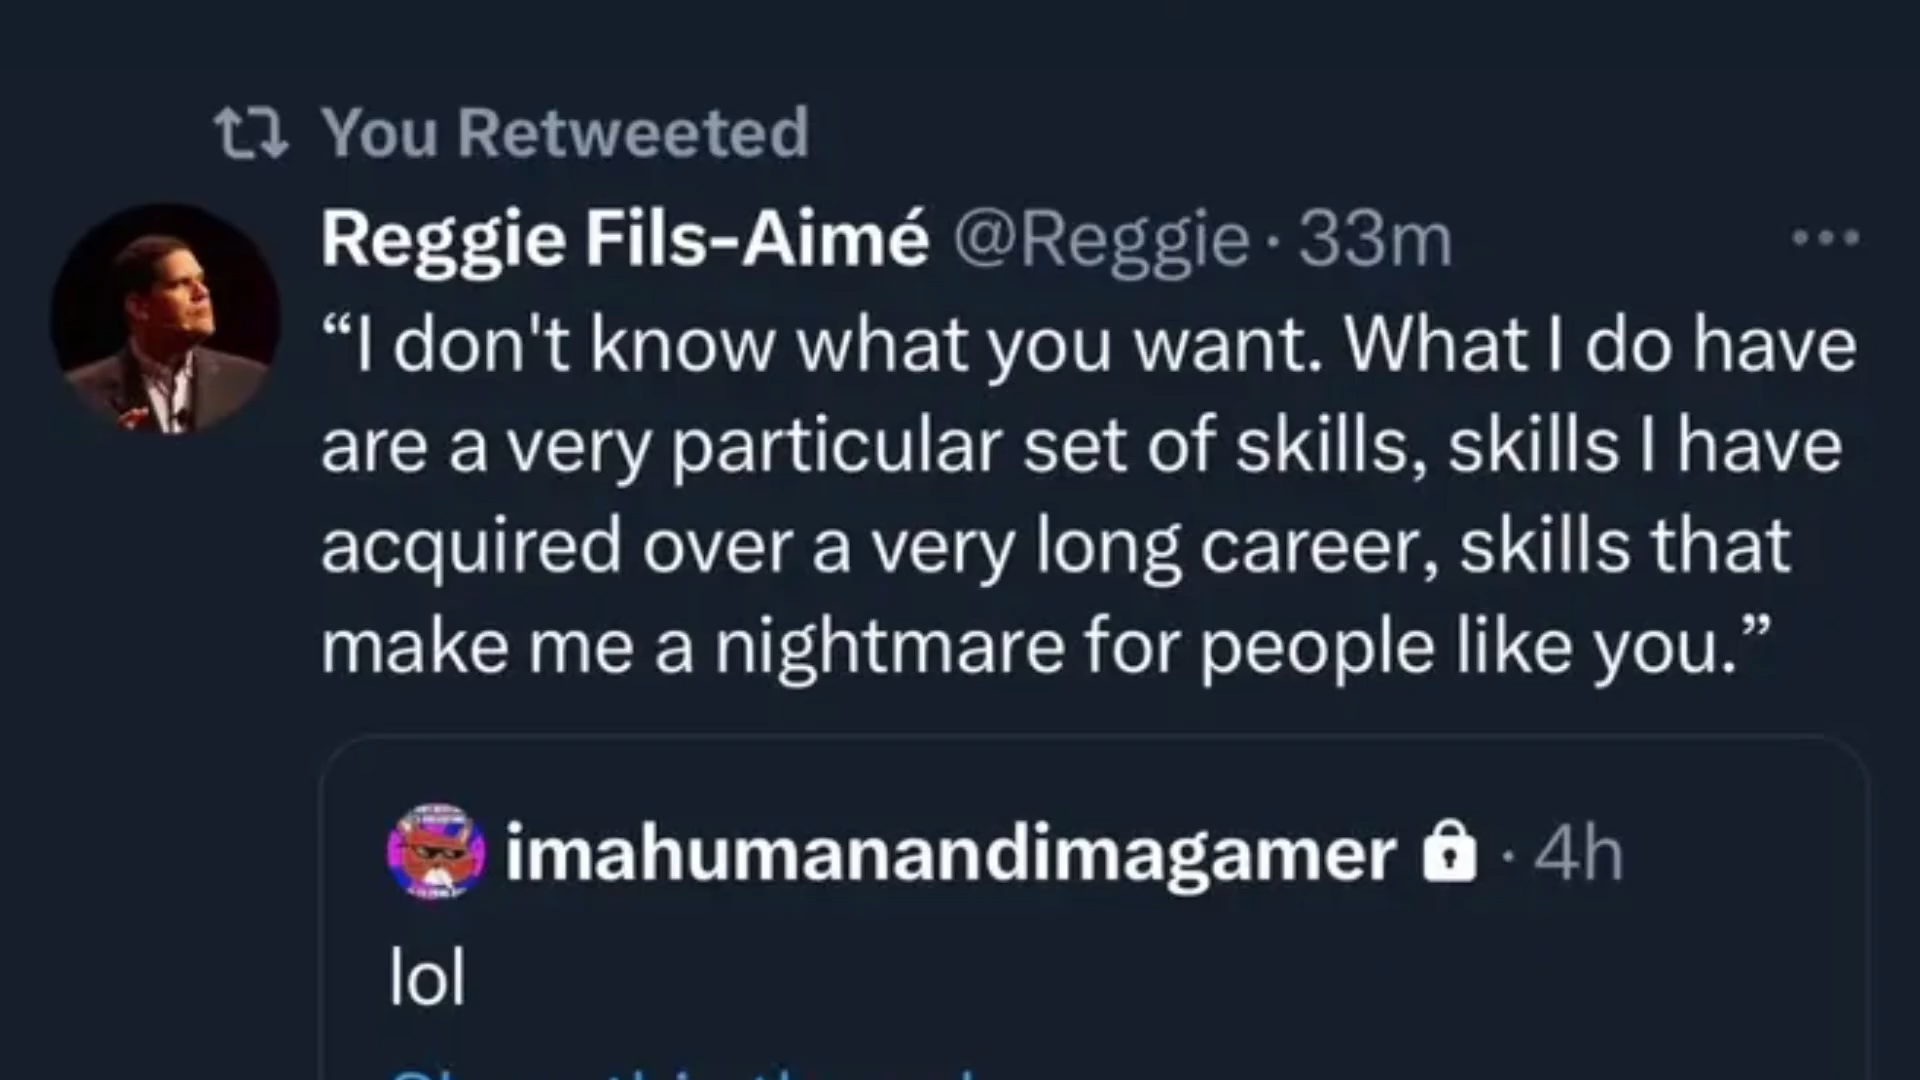 You Retweeted
Reggie Fils-Aimé @Reggie · 33m
“I don't know what you want. What I do have
are a very particular set of skills, skills I have
acquired over a very long career, skills that
make me a nightmare for people like you.”
imahumanandimagamer · 4h
lol